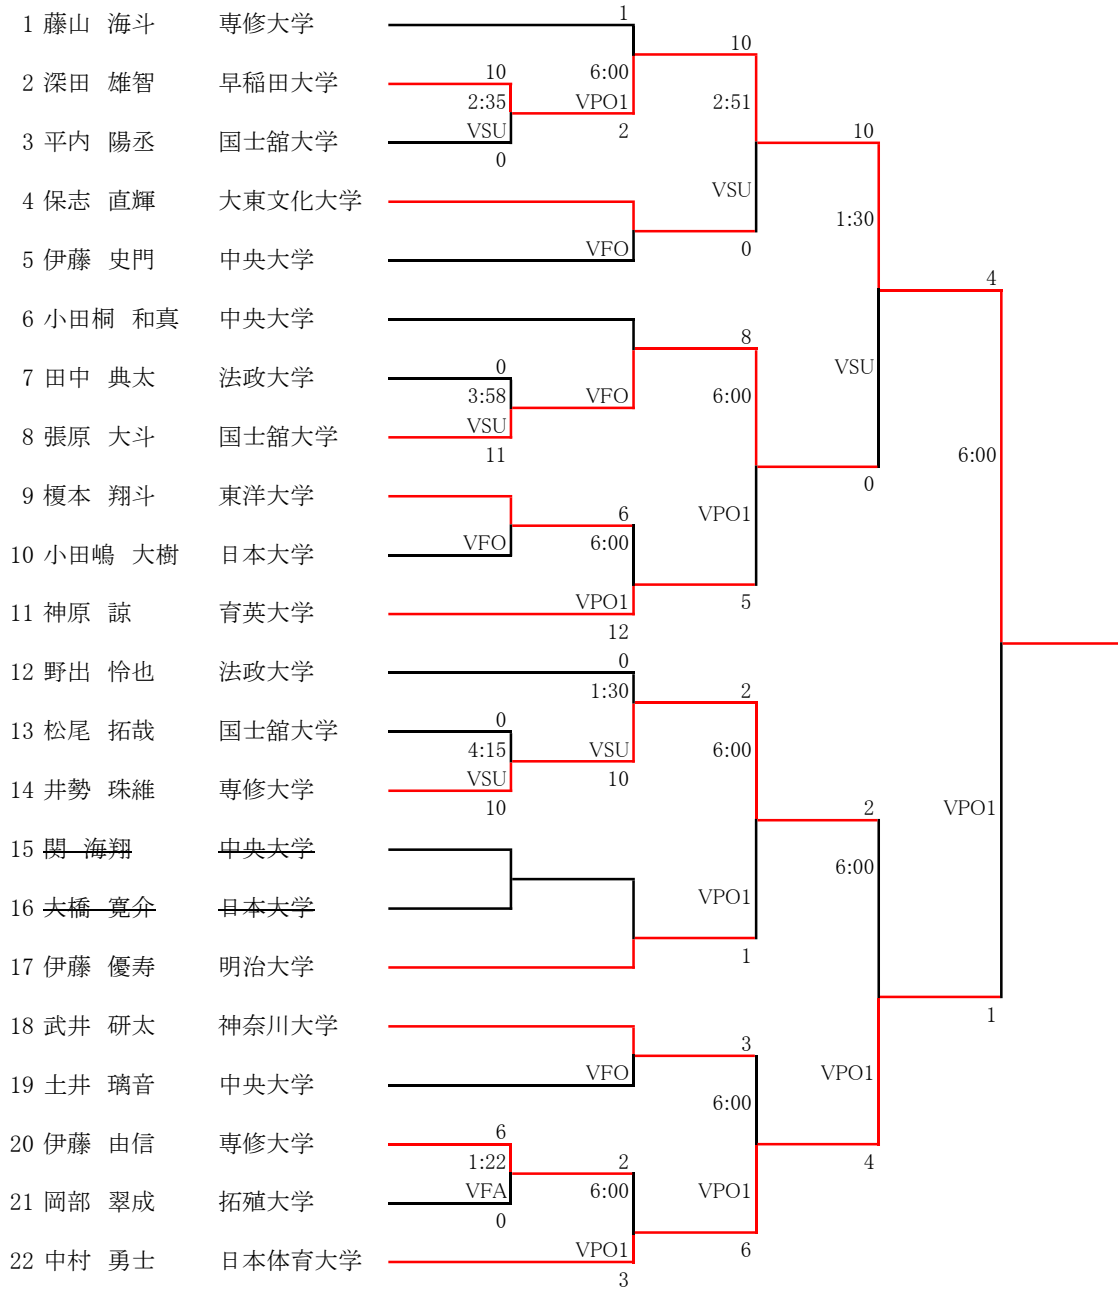 1 藤山 海斗 専修大学
2 深田 雄智 早稲田大学
3 平内 陽丞 国士舘大学
4 保志 直輝 大東文化大学
5 伊藤 史門 中央大学
6 小田桐 和真 中央大学
7 田中 典太 法政大学
8 張原 大斗 国士舘大学
9 榎本 翔斗 東洋大学
10 小田嶋 大樹 日本大学
11 神原 諒 育英大学
12 野出 怜也 法政大学
13 松尾 拓哉 国士舘大学
14 井勢 珠維 専修大学
15 関 海翔 中央大学
16 大橋 寛介 日本大学
17 伊藤 優寿 明治大学
18 武井 研太 神奈川大学
19 土井 璃音 中央大学
20 伊藤 由信 専修大学
21 岡部 翠成 拓殖大学
22 中村 勇士 日本体育大学
10
2:35
VSU
0
0
3:58
VSU
11
VFO
0
4:15
VSU
10
6
1:22
VFA
0
1
6:00
VPO1
2
VFO
VFO
6
6:00
VPO1
12
0
1:30
VSU
10
VFO
2
6:00
VPO1
3
10
2:51
VSU
0
8
6:00
VPO1
5
2
6:00
VPO1
1
3
6:00
VPO1
6
10
1:30
VSU
0
2
6:00
VPO1
4
4
6:00
VPO1
1